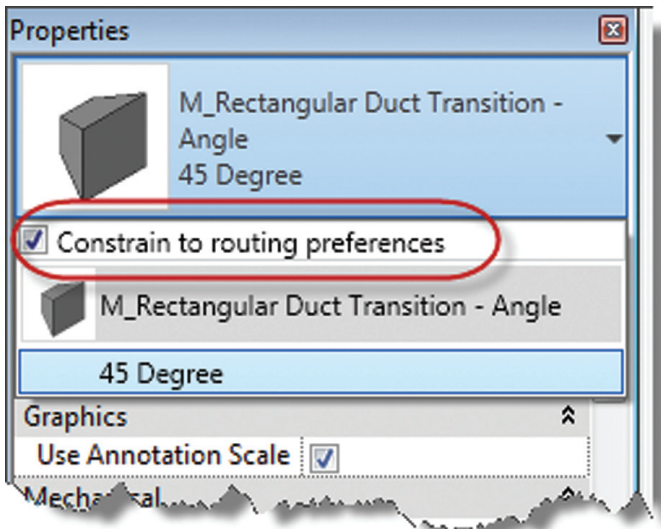 Properties
M_Rectangular Duct Transition -
Angle
45 Degree
Constrain to routing preferences
M_Rectangular Duct Transition - Angle
45 Degree
Graphics
Use Annotation Scale
Mechanical